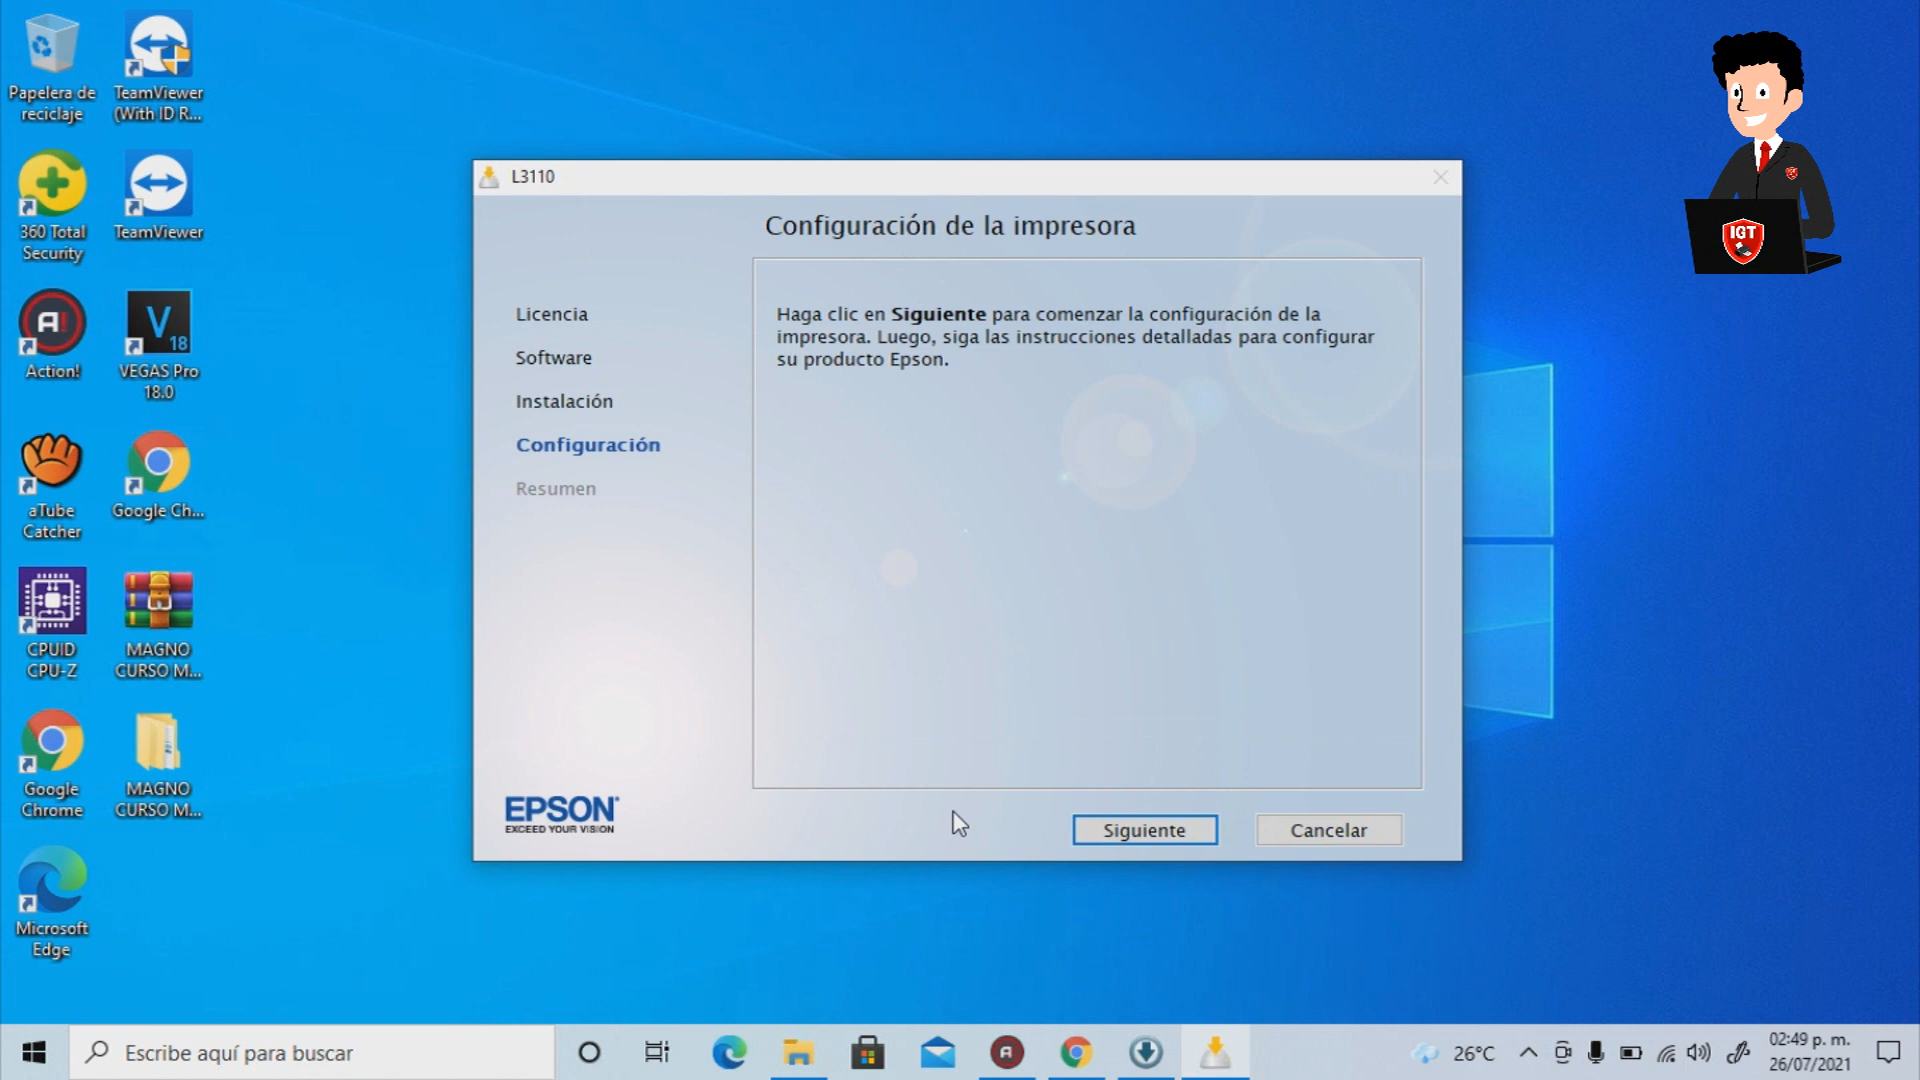 Papelera de
reciclaje
TeamViewer
(With ID R...
360 Total
Security
TeamViewer
Action!
VEGAS Pro
18.0
V
18
aTube
Catcher
Google Ch...
CPUID
CPU-Z
MAGNO
CURSO M...
Google
Chrome
MAGNO
CURSO M...
Microsoft
Edge
L3110
Configuración de la impresora
Licencia
Software
Instalación
Configuración
Resumen
Haga clic en Siguiente para comenzar la configuración de la
impresora. Luego, siga las instrucciones detalladas para configurar
su producto Epson.
EPSON
EXCEED YOUR VISION
Siguiente
Cancelar
IGT
Escribe aquí para buscar
26°C
02:49 p. m.
26/07/2021